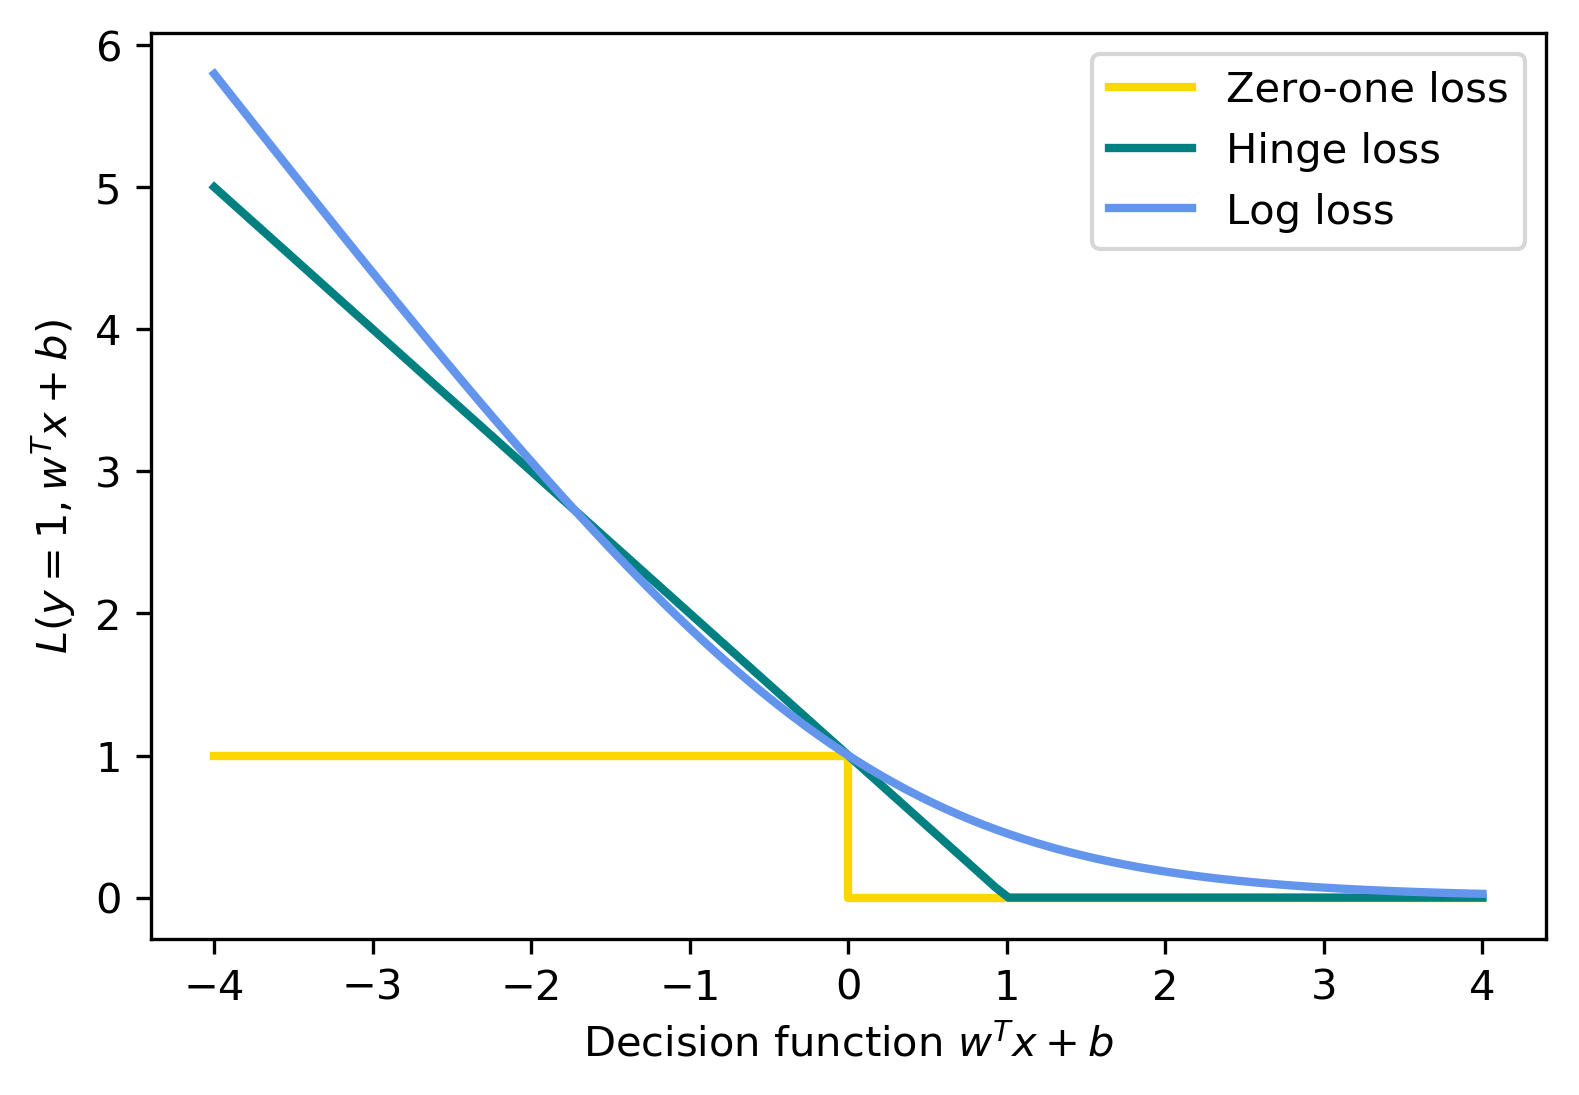 6
5
4
3
2
1
0
L(y = 1, w^T x + b)
Zero-one loss
Hinge loss
Log loss
−4 −3 −2 −1 0 1 2 3 4
Decision function w^T x + b